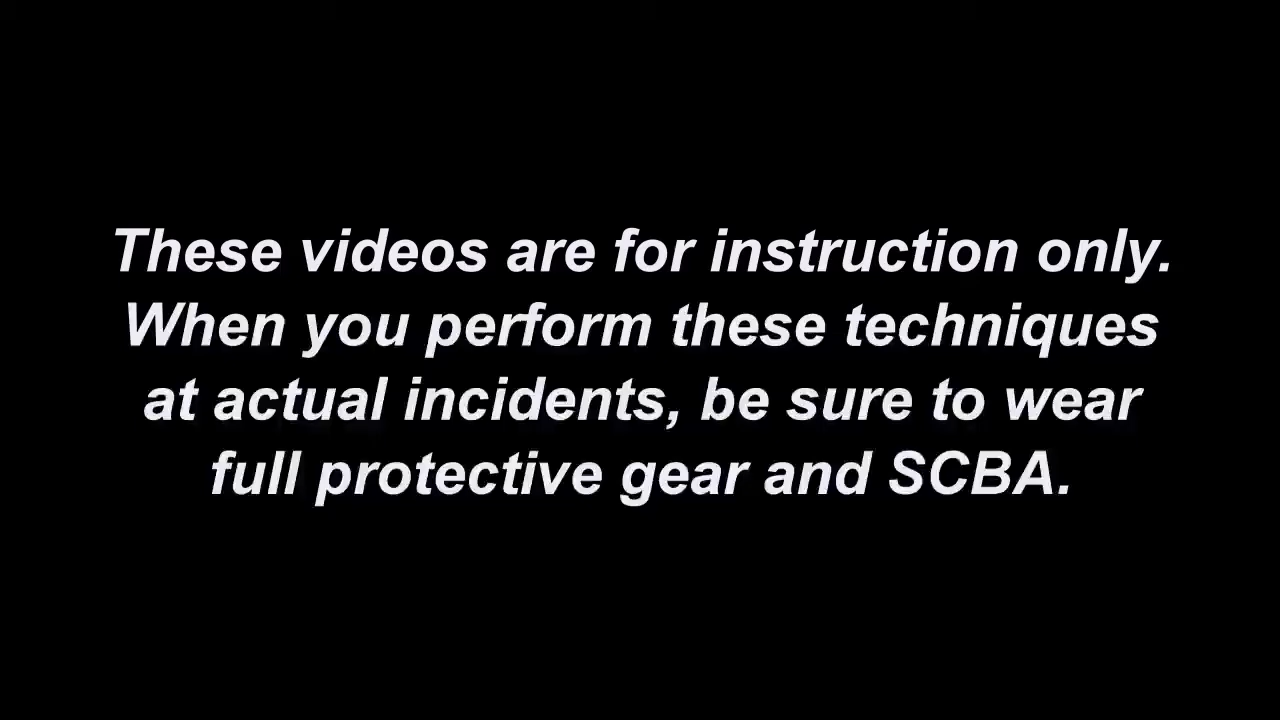 These videos are for instruction only.
When you perform these techniques
at actual incidents, be sure to wear
full protective gear and SCBA.